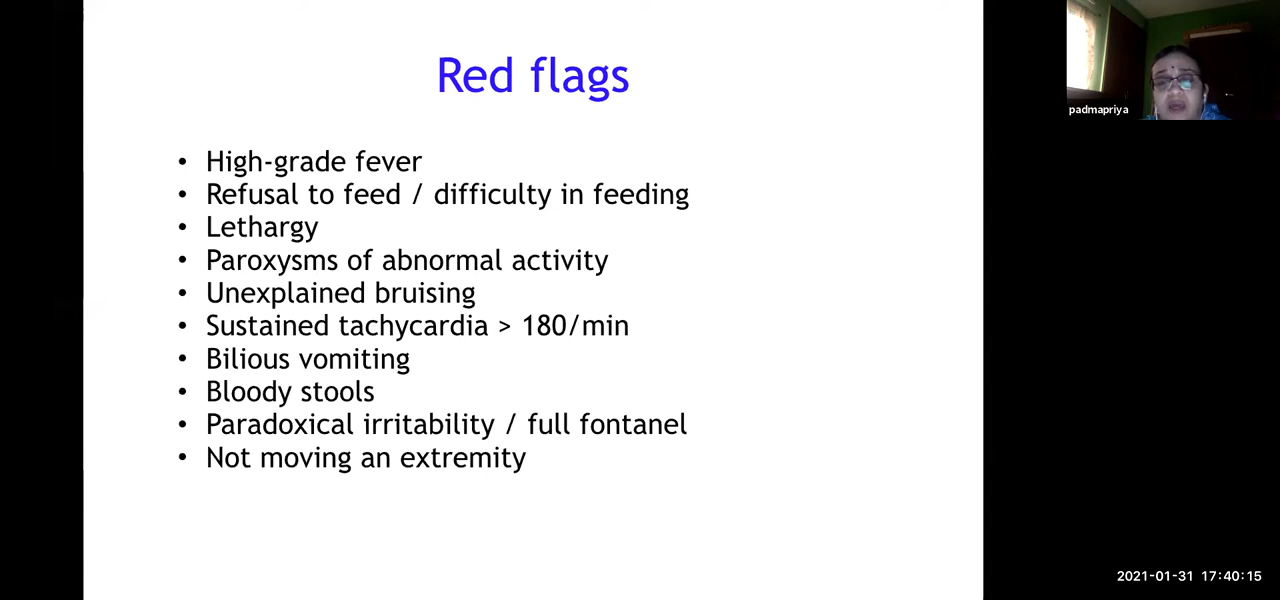 Red flags
• High-grade fever
• Refusal to feed / difficulty in feeding
• Lethargy
• Paroxysms of abnormal activity
• Unexplained bruising
• Sustained tachycardia > 180/min
• Bilious vomiting
• Bloody stools
• Paradoxical irritability / full fontanel
• Not moving an extremity
padmapriya
2021-01-31 17:40:15